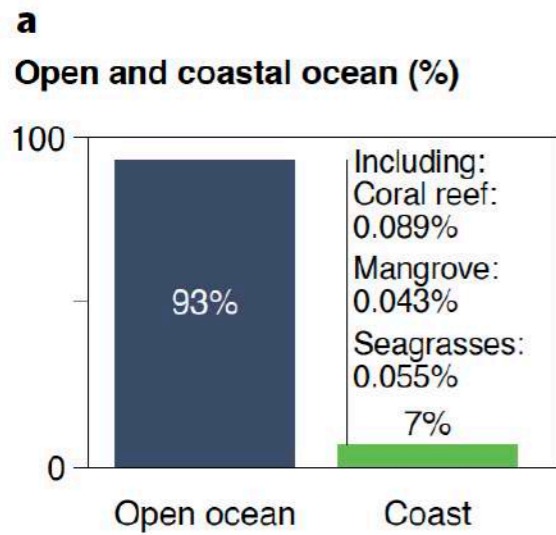 a
Open and coastal ocean (%)
100
Including:
Coral reef:
0.089%
Mangrove:
0.043%
Seagrasses:
0.055%
93%
7%
0
Open ocean
Coast